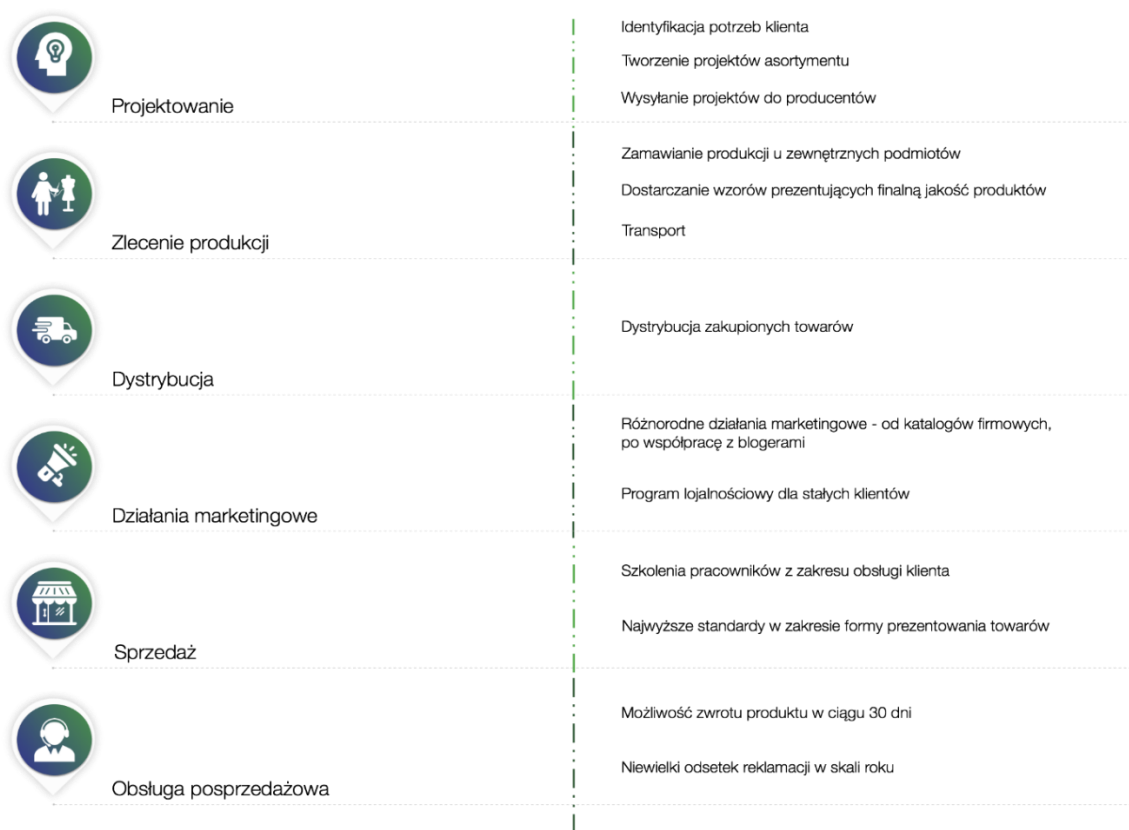 Identyfikacja potrzeb klienta
Tworzenie projektów asortymentu
Wysyłanie projektów do producentów
Projektowanie
Zamawianie produkcji u zewnętrznych podmiotów
Dostarczanie wzorów prezentujących finalną jakość produktów
Transport
Zlecenie produkcji
Dystrybucja zakupionych towarów
Dystrybucja
Różnorodne działania marketingowe - od katalogów firmowych,
po współpracę z blogerami
Program lojalnościowy dla stałych klientów
Działania marketingowe
Szkolenia pracowników z zakresu obsługi klienta
Najwyższe standardy w zakresie formy prezentowania towarów
Sprzedaż
Możliwość zwrotu produktu w ciągu 30 dni
Niewielki odsetek reklamacji w skali roku
Obsługa posprzedażowa